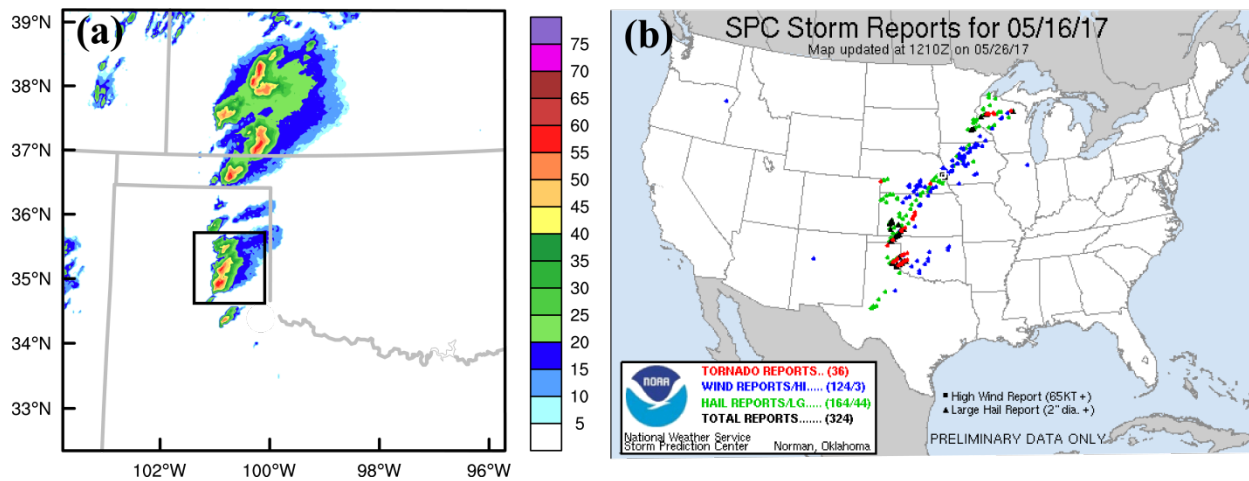 (a)
39°N
38°N
37°N
36°N
35°N
34°N
33°N
102°W
100°W
98°W
96°W
75
70
65
60
55
50
45
40
35
30
25
20
15
10
5
(b)
SPC Storm Reports for 05/16/17
Map updated at 1210Z on 05/26/17
NOAA
TORNADO REPORTS.. (36)
WIND REPORTS/HI..... (124/3)
HAIL REPORTS/LG..... (164/44)
TOTAL REPORTS....... (324)
National Weather Service
Storm Prediction Center Norman, Oklahoma
High Wind Report (65KT +)
Large Hail Report (2" dia. +)
PRELIMINARY DATA ONLY